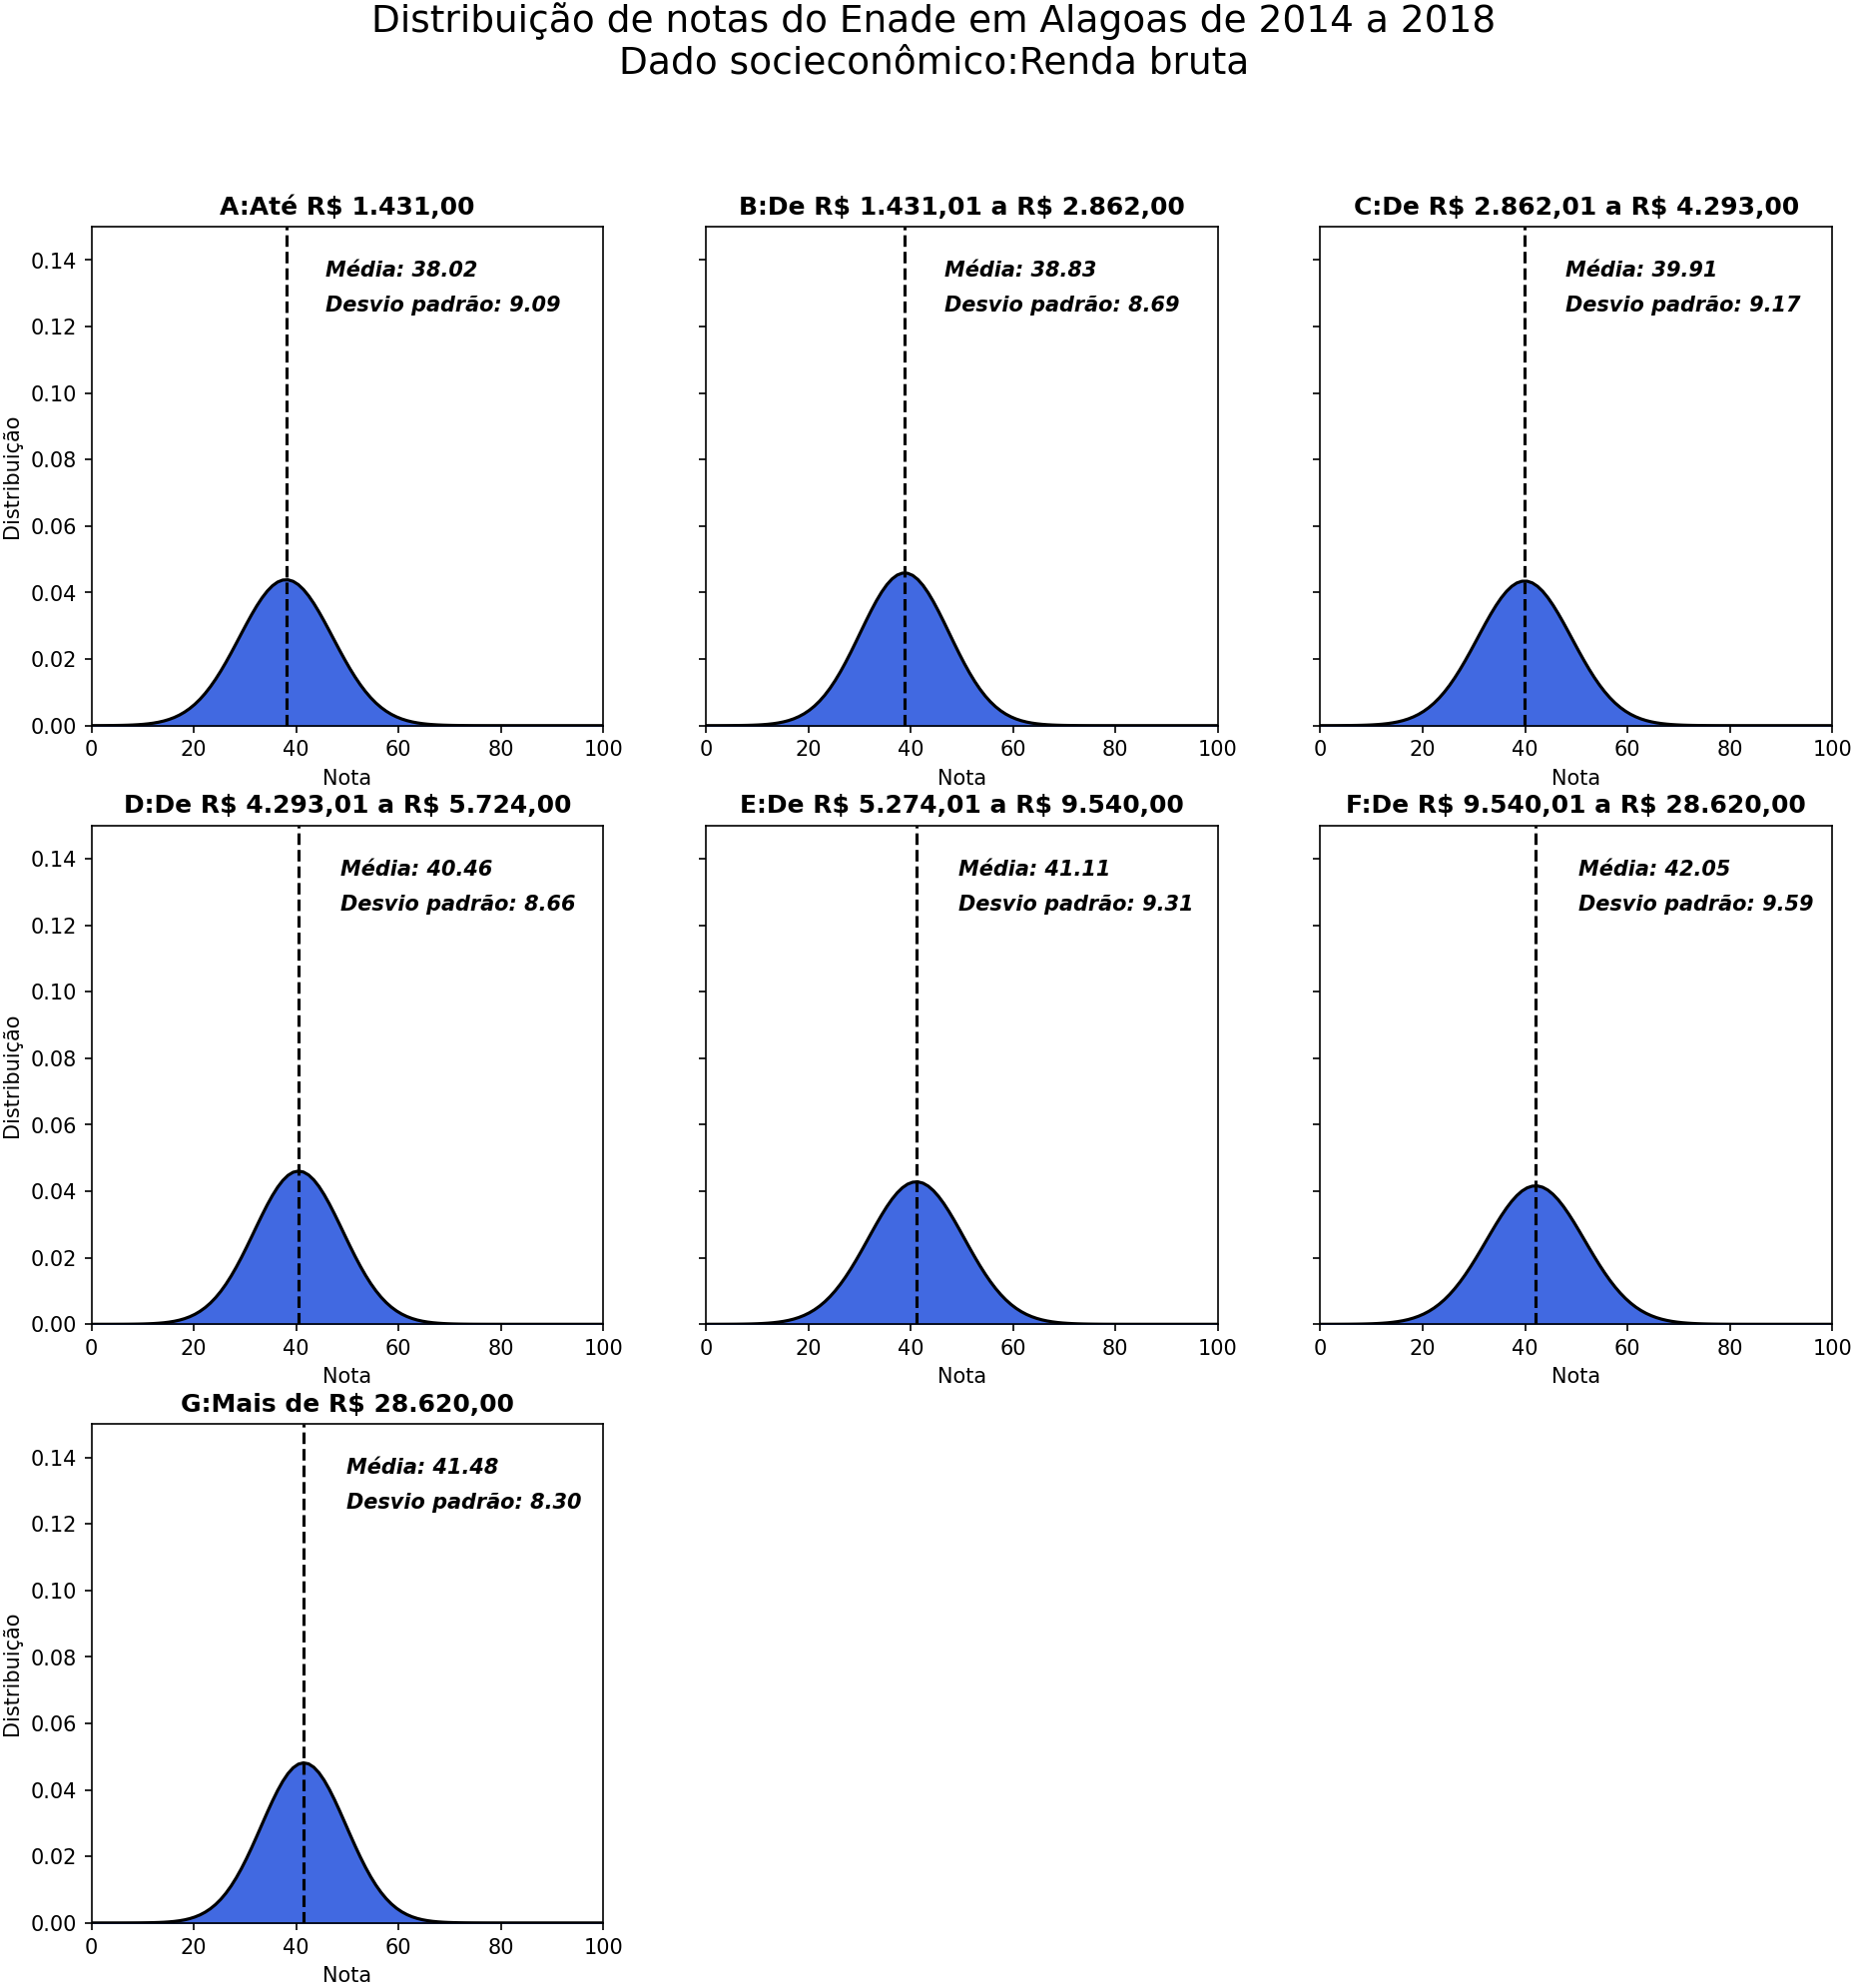 Distribuição de notas do Enade em Alagoas de 2014 a 2018
Dado socieconômico:Renda bruta
A:Até R$ 1.431,00
Média: 38.02
Desvio padrão: 9.09
0.14
0.12
0.10
0.08
0.06
0.04
0.02
0.00
Distribuição
0 20 40 60 80 100
Nota
B:De R$ 1.431,01 a R$ 2.862,00
Média: 38.83
Desvio padrão: 8.69
0 20 40 60 80 100
Nota
C:De R$ 2.862,01 a R$ 4.293,00
Média: 39.91
Desvio padrão: 9.17
0 20 40 60 80 100
Nota
D:De R$ 4.293,01 a R$ 5.724,00
Média: 40.46
Desvio padrão: 8.66
0.14
0.12
0.10
0.08
0.06
0.04
0.02
0.00
Distribuição
0 20 40 60 80 100
Nota
E:De R$ 5.274,01 a R$ 9.540,00
Média: 41.11
Desvio padrão: 9.31
0 20 40 60 80 100
Nota
F:De R$ 9.540,01 a R$ 28.620,00
Média: 42.05
Desvio padrão: 9.59
0 20 40 60 80 100
Nota
G:Mais de R$ 28.620,00
Média: 41.48
Desvio padrão: 8.30
0.14
0.12
0.10
0.08
0.06
0.04
0.02
0.00
Distribuição
0 20 40 60 80 100
Nota